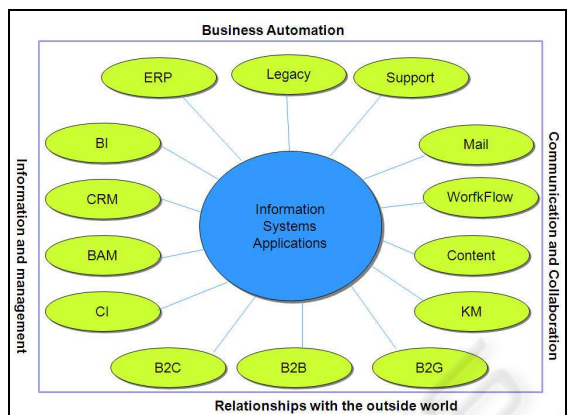 Business Automation
ERP
Legacy
Support
BI
Mail
CRM
WorfkFlow
Information
Systems
Applications
BAM
Content
CI
KM
B2C
B2B
B2G
Information and management
Communication and Collaboration
Relationships with the outside world